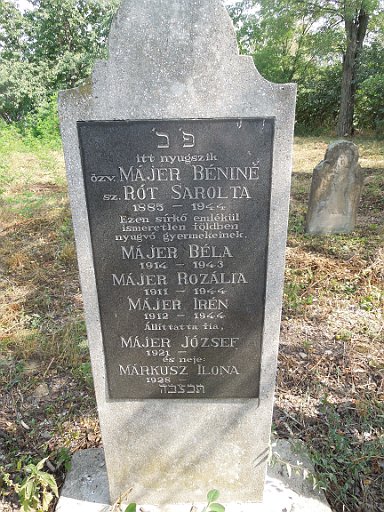 פ״כ
itt nyugszik
özv. MÁJER BÉNINÉ
sz. RÓT SAROLTA
1885 – 1944
Ezen sírkő emlékül
ismeretlen földben
nyugvó gyermekeinek.
MÁJER BÉLA
1914 – 1943
MÁJER ROZÁLIA
1911 – 1944
MÁJER IRÉN
1912 – 1944
Állíttatta fia,
MÁJER JÓZSEF
1921 –
és neje:
MÁRKUSZ ILONA
1928 –
תנצבה